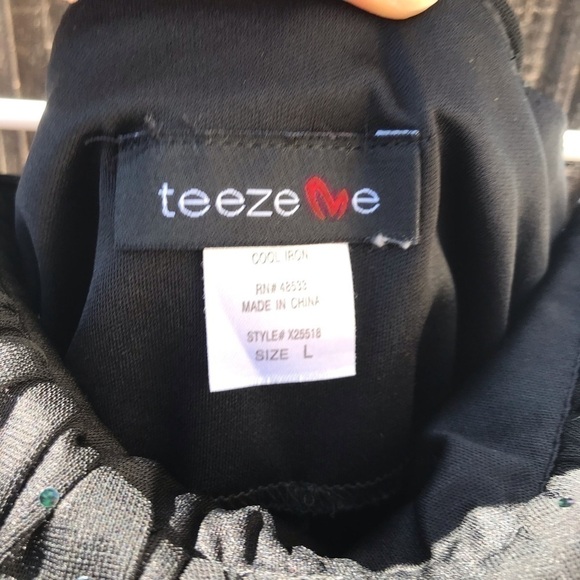 teezeme
COOL IRON
RN# 48533
MADE IN CHINA
STYLE# X25518
SIZE L